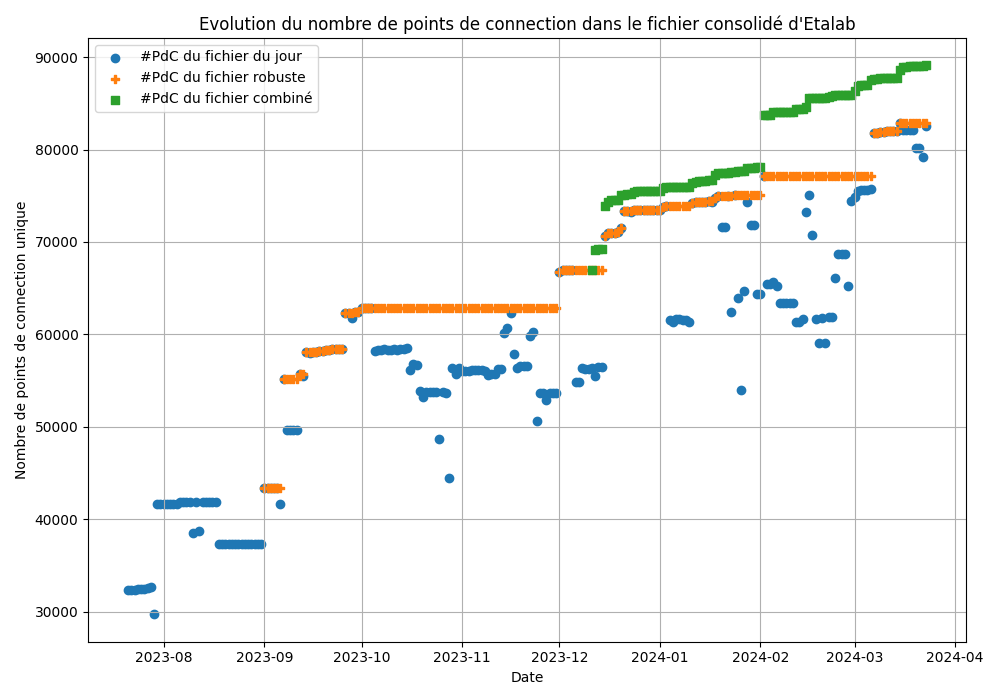 Evolution du nombre de points de connection dans le fichier consolidé d'Etalab
#PdC du fichier du jour
#PdC du fichier robuste
#PdC du fichier combiné
Nombre de points de connection unique
90000
80000
70000
60000
50000
40000
30000
2023-08 2023-09 2023-10 2023-11 2023-12 2024-01 2024-02 2024-03 2024-04
Date